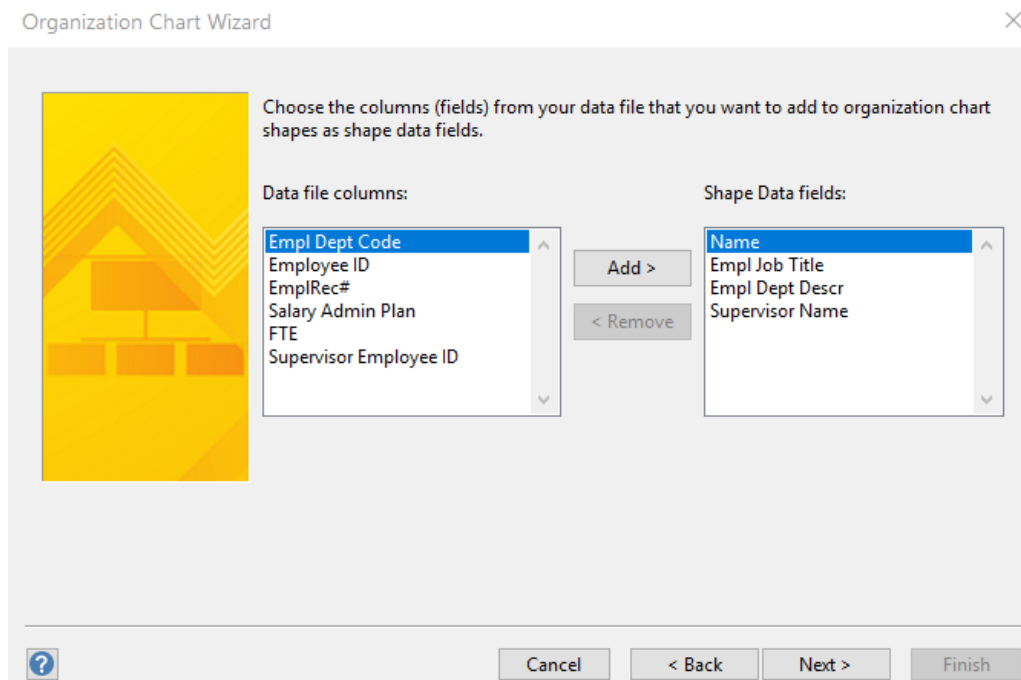 Organization Chart Wizard
Choose the columns (fields) from your data file that you want to add to organization chart
shapes as shape data fields.
Data file columns:
Empl Dept Code
Employee ID
EmplRec#
Salary Admin Plan
FTE
Supervisor Employee ID
Add >
< Remove
Shape Data fields:
Name
Empl Job Title
Empl Dept Descr
Supervisor Name
?
Cancel
< Back
Next >
Finish